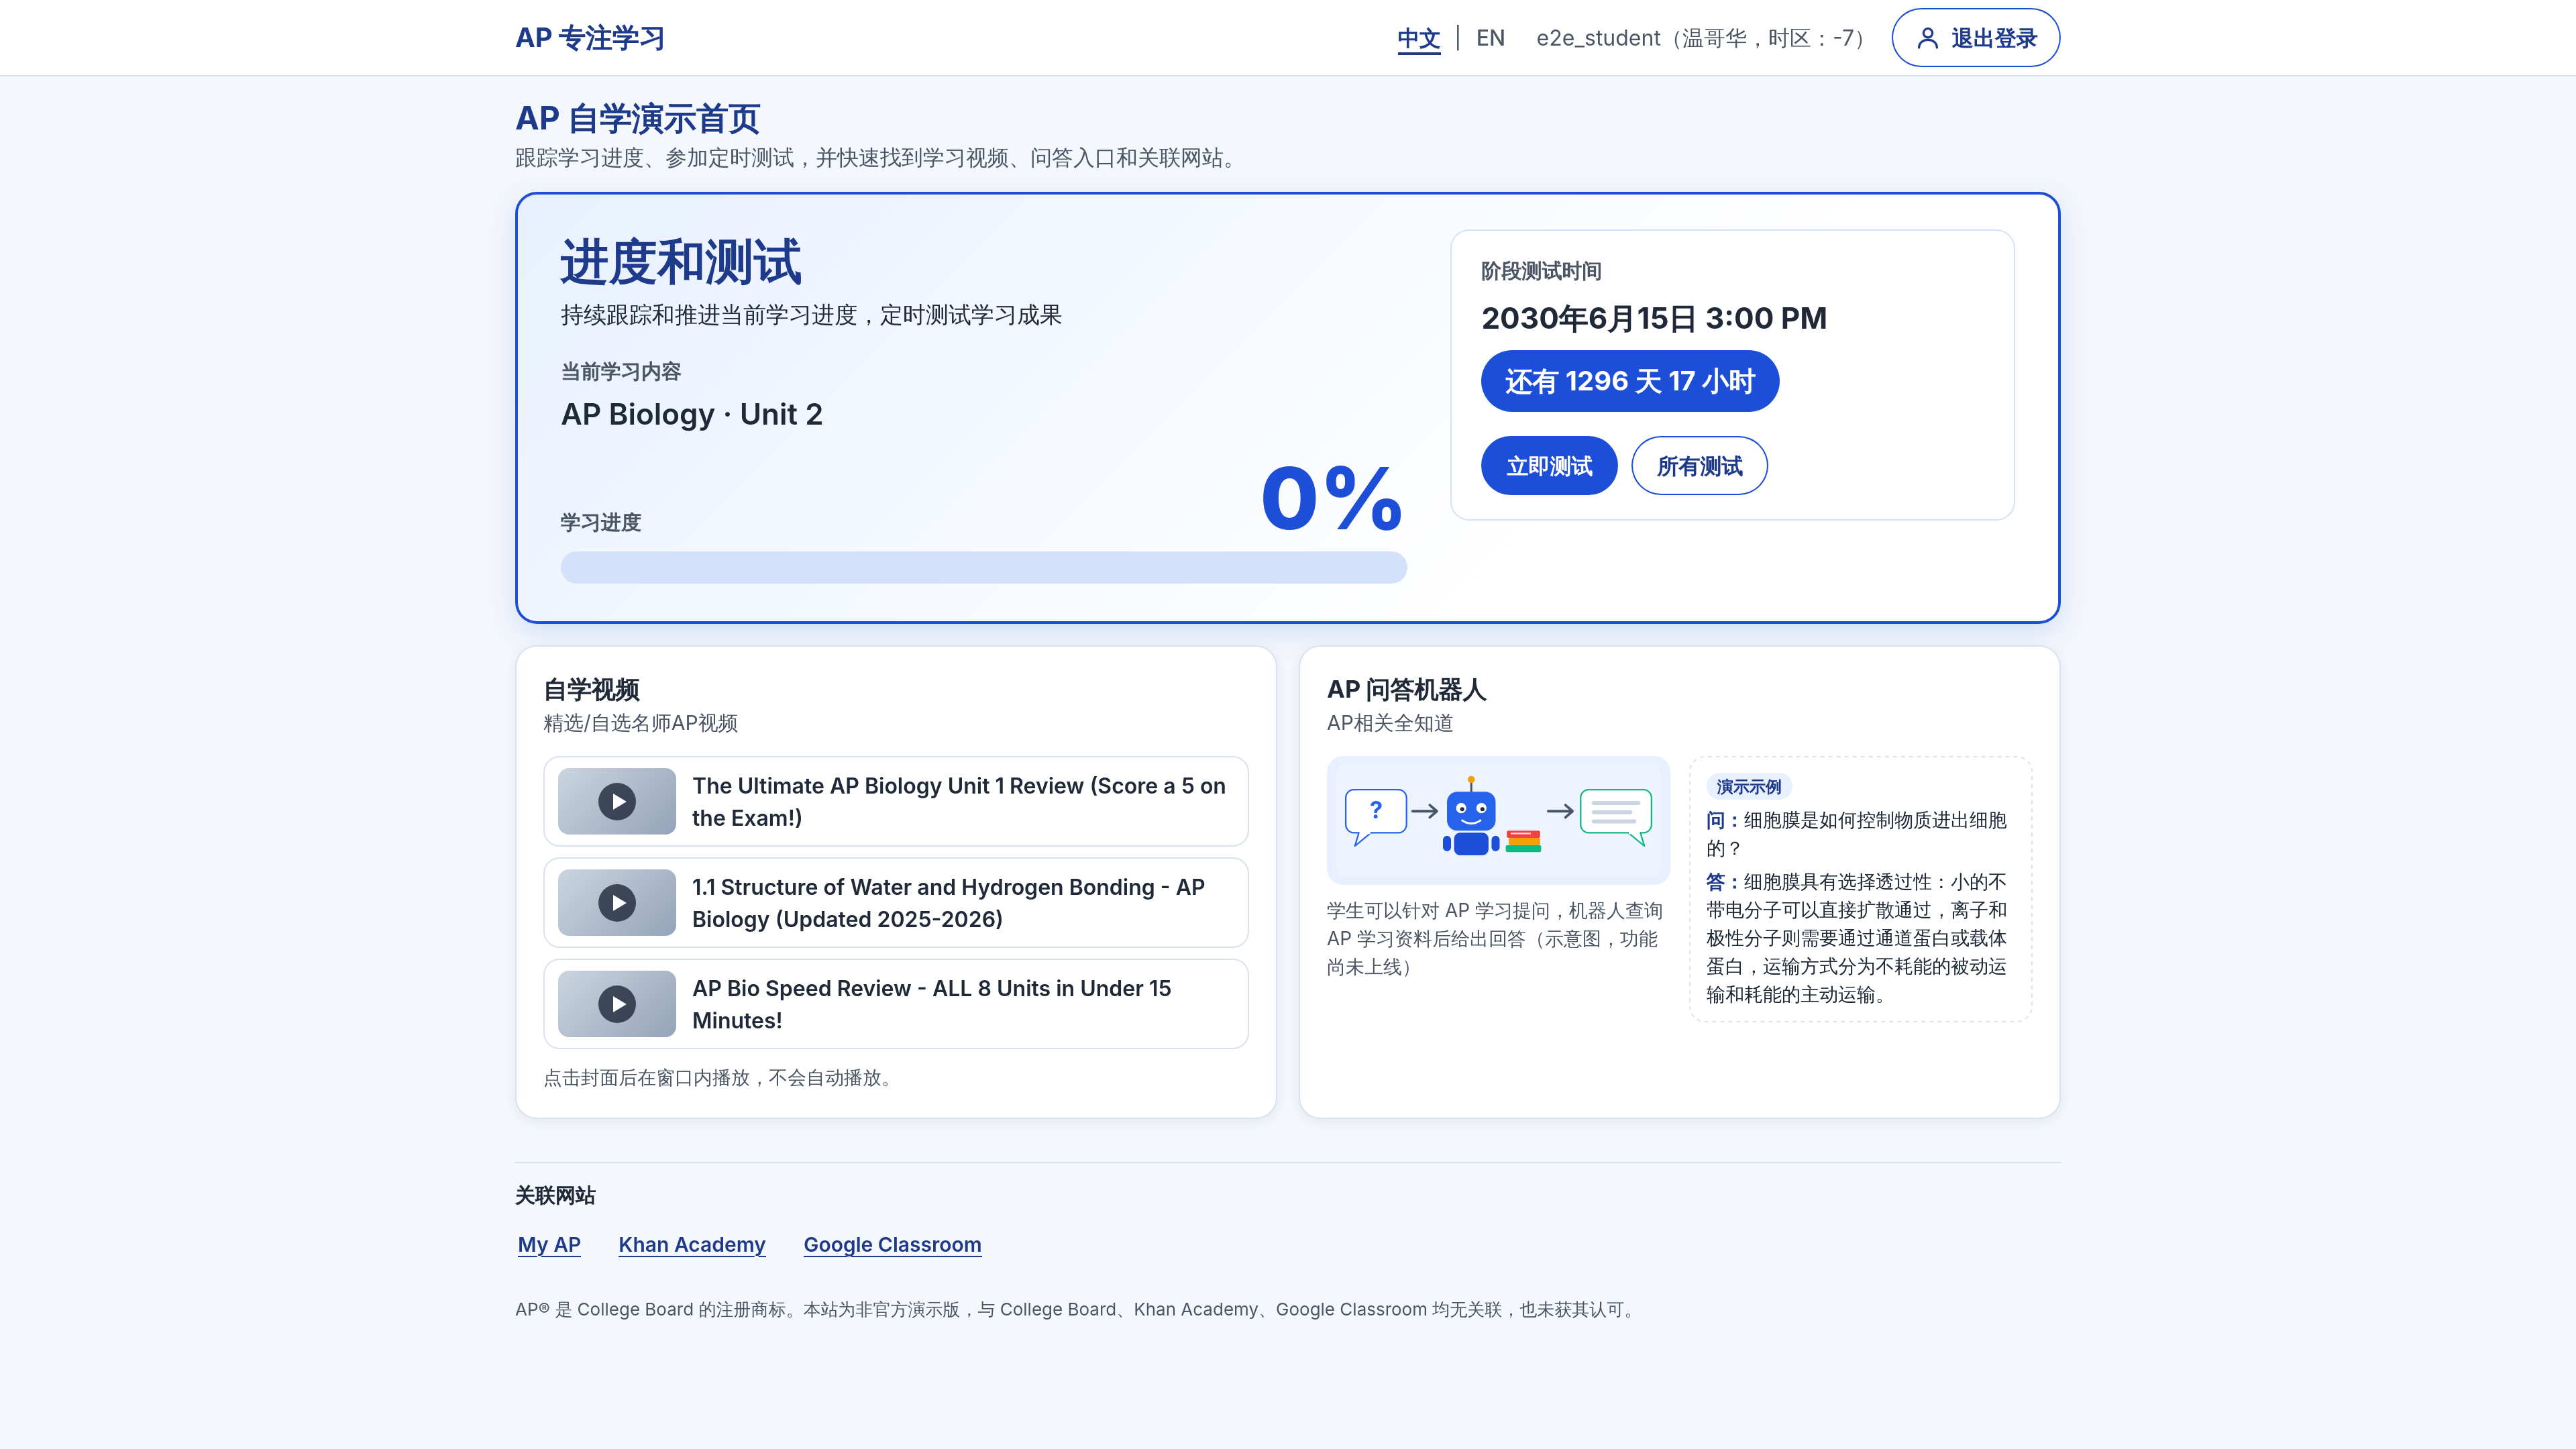 AP 专注学习
中文 | EN e2e_student（温哥华，时区：-7） 退出登录
AP 自学演示首页
跟踪学习进度、参加定时测试，并快速找到学习视频、问答入口和关联网站。
进度和测试
持续跟踪和推进当前学习进度，定时测试学习成果
当前学习内容
AP Biology · Unit 2
学习进度
0%
阶段测试时间
2030年6月15日 3:00 PM
还有 1296 天 17 小时
立即测试 所有测试
自学视频
精选/自选名师AP视频
The Ultimate AP Biology Unit 1 Review (Score a 5 on
the Exam!)
1.1 Structure of Water and Hydrogen Bonding - AP
Biology (Updated 2025-2026)
AP Bio Speed Review - ALL 8 Units in Under 15
Minutes!
点击封面后在窗口内播放，不会自动播放。
AP 问答机器人
AP相关全知道
?
学生可以针对 AP 学习提问，机器人查询
AP 学习资料后给出回答（示意图，功能
尚未上线）
演示示例
问：细胞膜是如何控制物质进出细胞
的？
答：细胞膜具有选择透过性：小的不
带电分子可以直接扩散通过，离子和
极性分子则需要通过通道蛋白或载体
蛋白，运输方式分为不耗能的被动运
输和耗能的主动运输。
关联网站
My AP Khan Academy Google Classroom
AP® 是 College Board 的注册商标。本站为非官方演示版，与 College Board、Khan Academy、Google Classroom 均无关联，也未获其认可。